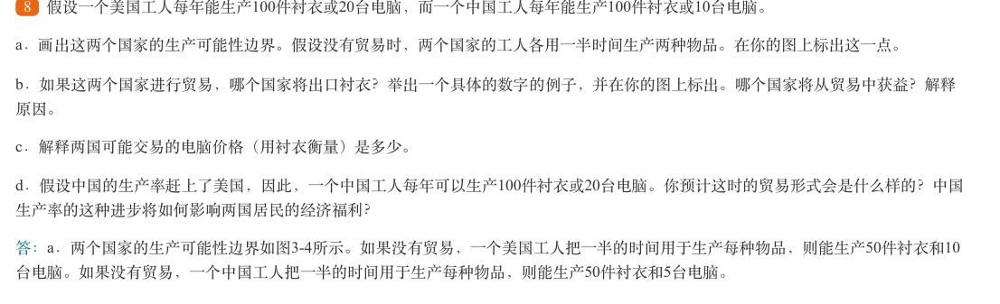 8 假设一个美国工人每年能生产100件衬衣或20台电脑，而一个中国工人每年能生产100件衬衣或10台电脑。
a．画出这两个国家的生产可能性边界。假设没有贸易时，两个国家的工人各用一半时间生产两种物品。在你的图上标出这一点。
b．如果这两个国家进行贸易，哪个国家将出口衬衣？举出一个具体的数字的例子，并在你的图上标出。哪个国家将从贸易中获益？解释
原因。
c．解释两国可能交易的电脑价格（用衬衣衡量）是多少。
d．假设中国的生产率赶上了美国，因此，一个中国工人每年可以生产100件衬衣或20台电脑。你预计这时的贸易形式会是什么样的？中国
生产率的这种进步将如何影响两国居民的经济福利？
答：a．两个国家的生产可能性边界如图3-4所示。如果没有贸易，一个美国工人把一半的时间用于生产每种物品，则能生产50件衬衣和10
台电脑。如果没有贸易，一个中国工人把一半的时间用于生产每种物品，则能生产50件衬衣和5台电脑。